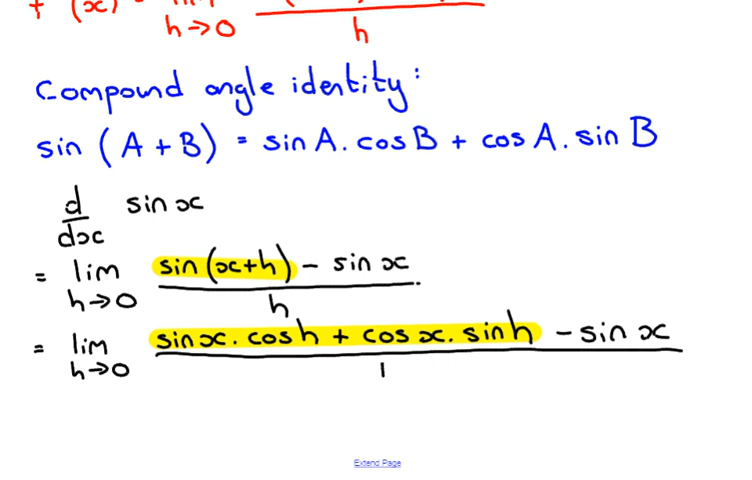 f'(x) = lim
h→0 h
Compound angle identity:
sin (A + B) = sin A . cos B + cos A . sin B
d/dx sin x
= lim h→0 sin (x+h) - sin x / h
= lim h→0 sin x . cos h + cos x . sin h - sin x
Extend Page